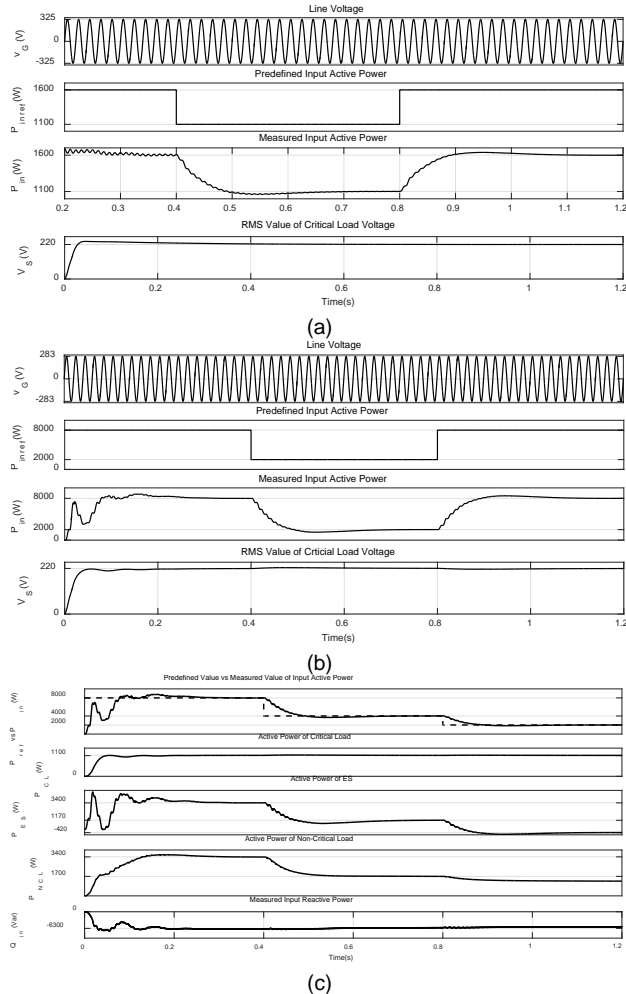 Line Voltage
325
0
-325
v_G (V)
Predefined Input Active Power
1600
1100
P_inref (W)
Measured Input Active Power
1600
1100
P_in (W)
0.2 0.3 0.4 0.5 0.6 0.7 0.8 0.9 1 1.1 1.2
RMS Value of Critical Load Voltage
220
0
V_S (V)
0 0.2 0.4 0.6 0.8 1 1.2
Time(s)
(a)
Line Voltage
283
0
-283
v_G (V)
Predefined Input Active Power
8000
2000
P_inref (W)
Measured Input Active Power
8000
2000
0
P_in (W)
RMS Value of Crticial Load Voltage
220
0
V_S (V)
0 0.2 0.4 0.6 0.8 1 1.2
Time(s)
(b)
Predefined Value vs Measured Value of Input Active Power
8000
4000
2000
P_ref vs P_in (W)
Active Power of Critical Load
1100
0
P_CL (W)
Active Power of ES
3400
1170
-420
P_ES (W)
Active Power of Non-Critical Load
3400
1700
P_NCL (W)
Measured Input Reactive Power
0
-6300
Q_in (Var)
0 0.2 0.4 0.6 0.8 1 1.2
Time(s)
(c)